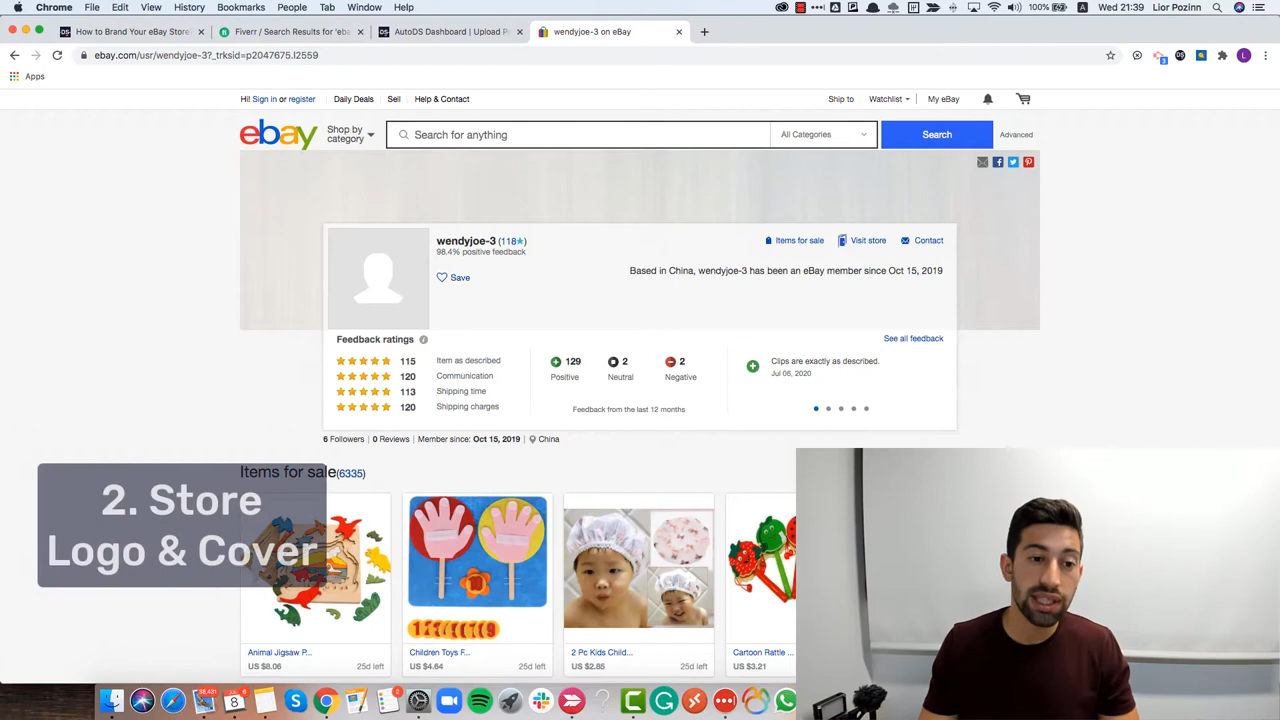 Chrome File Edit View History Bookmarks People Tab Window Help
100% Wed 21:39 Lior Pozinn
How to Brand Your eBay Store
Fiverr / Search Results for 'eba
AutoDS Dashboard | Upload P
wendyjoe-3 on eBay
ebay.com/usr/wendyjoe-3?_trksid=p2047675.l2559
3
L
Apps
Hi! Sign in or register Daily Deals Sell Help & Contact
Ship to Watchlist My eBay
ebay
Shop by
category
Search for anything
All Categories
Search
Advanced
wendyjoe-3 (118)
98.4% positive feedback
Save
Items for sale Visit store Contact
Based in China, wendyjoe-3 has been an eBay member since Oct 15, 2019
Feedback ratings
See all feedback
115 Item as described
120 Communication
113 Shipping time
120 Shipping charges
129
Positive
2
Neutral
2
Negative
Feedback from the last 12 months
Clips are exactly as described.
Jul 06, 2020
6 Followers | 0 Reviews | Member since: Oct 15, 2019 | China
Items for sale(6335)
2. Store
Logo & Cover
Animal Jigsaw P...
US $8.06 25d left
Children Toys F...
US $4.64 25d left
2 Pc Kids Child...
US $2.85 25d left
Cartoon Rattle ...
US $3.21
38,431
8
2